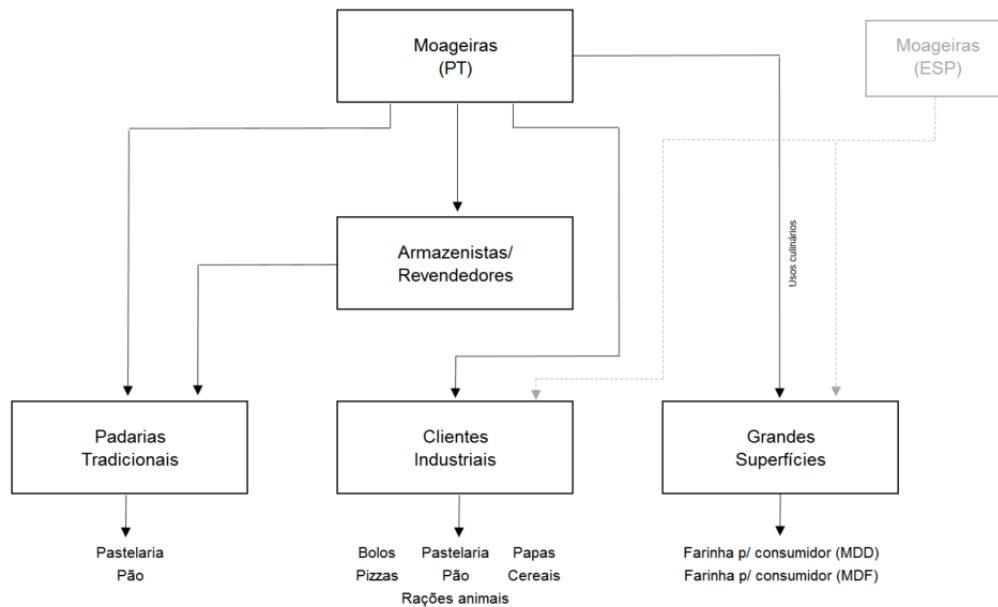 Moageiras
(PT)
Moageiras
(ESP)
Armazenistas/
Revendedores
Usos culinários
Padarias
Tradicionais
Clientes
Industriais
Grandes
Superfícies
Pastelaria
Pão
Bolos Pastelaria Papas
Pizzas Pão Cereais
Rações animais
Farinha p/ consumidor (MDD)
Farinha p/ consumidor (MDF)